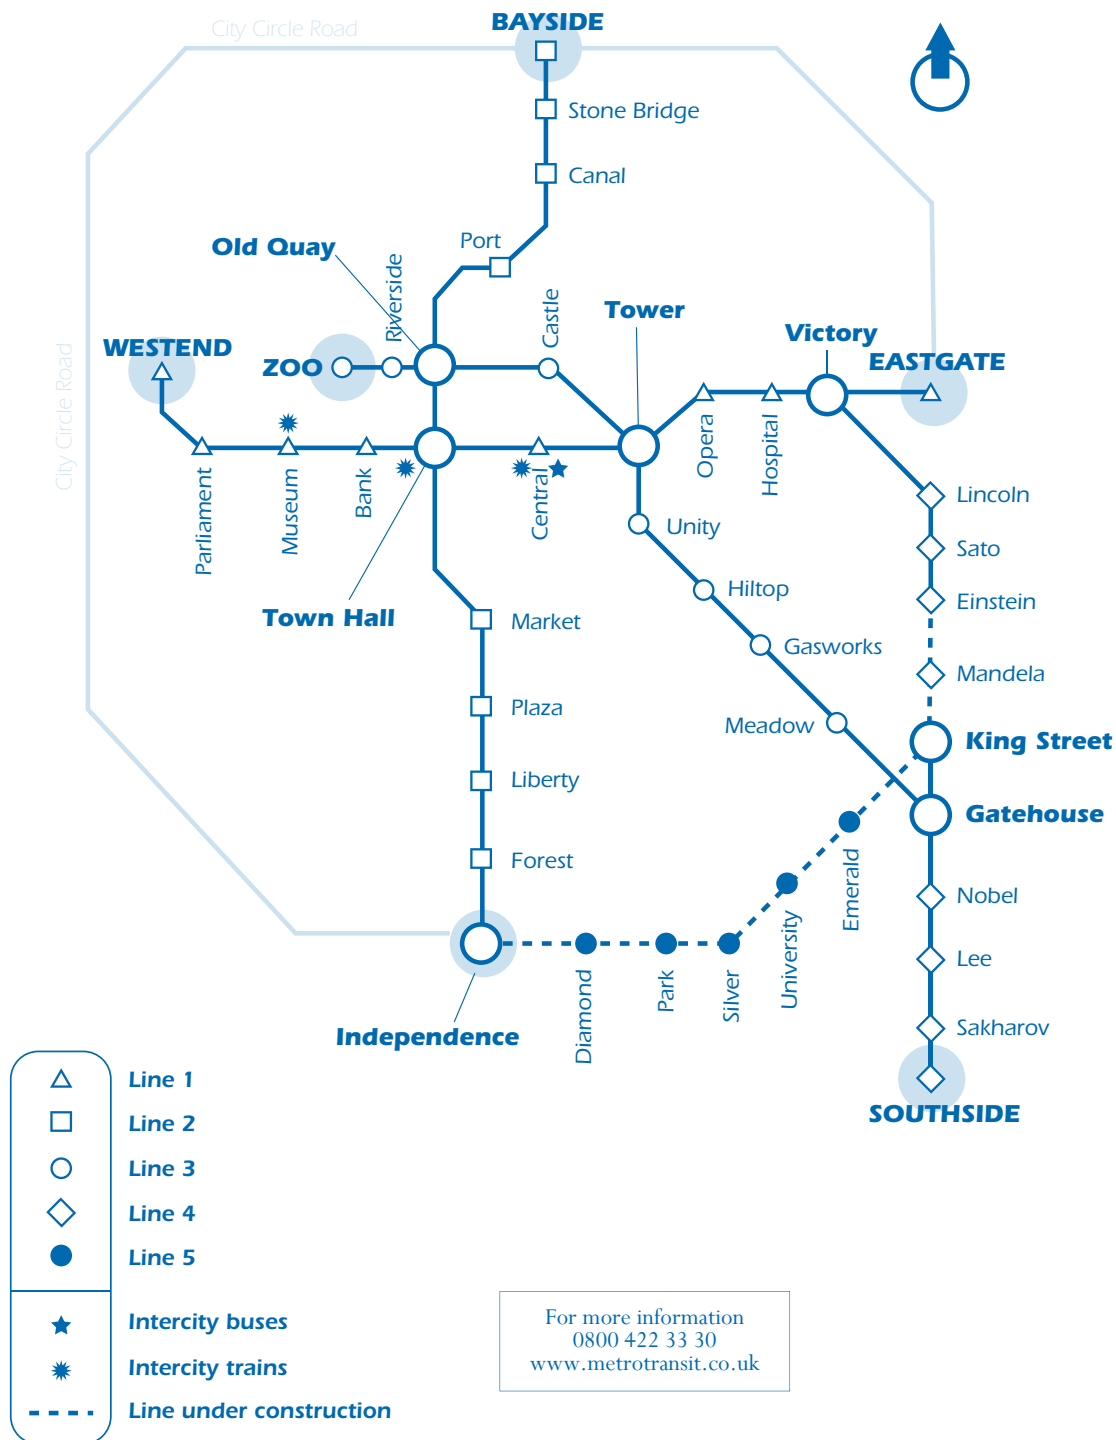 City Circle Road
BAYSIDE
Stone Bridge
Canal
Port
Old Quay
Riverside
Castle
Tower
Victory
WESTEND
ZOO
EASTGATE
City Circle Road
Parliament
Museum
Bank
Central
Opera
Hospital
Lincoln
Unity
Sato
Hiltop
Einstein
Town Hall
Market
Gasworks
Mandela
Plaza
Meadow
King Street
Liberty
Gatehouse
Forest
Emerald
Nobel
University
Lee
Diamond
Park
Silver
Independence
Sakharov
SOUTHSIDE
Line 1
Line 2
Line 3
Line 4
Line 5
Intercity buses
Intercity trains
Line under construction
For more information
0800 422 33 30
www.metrotransit.co.uk